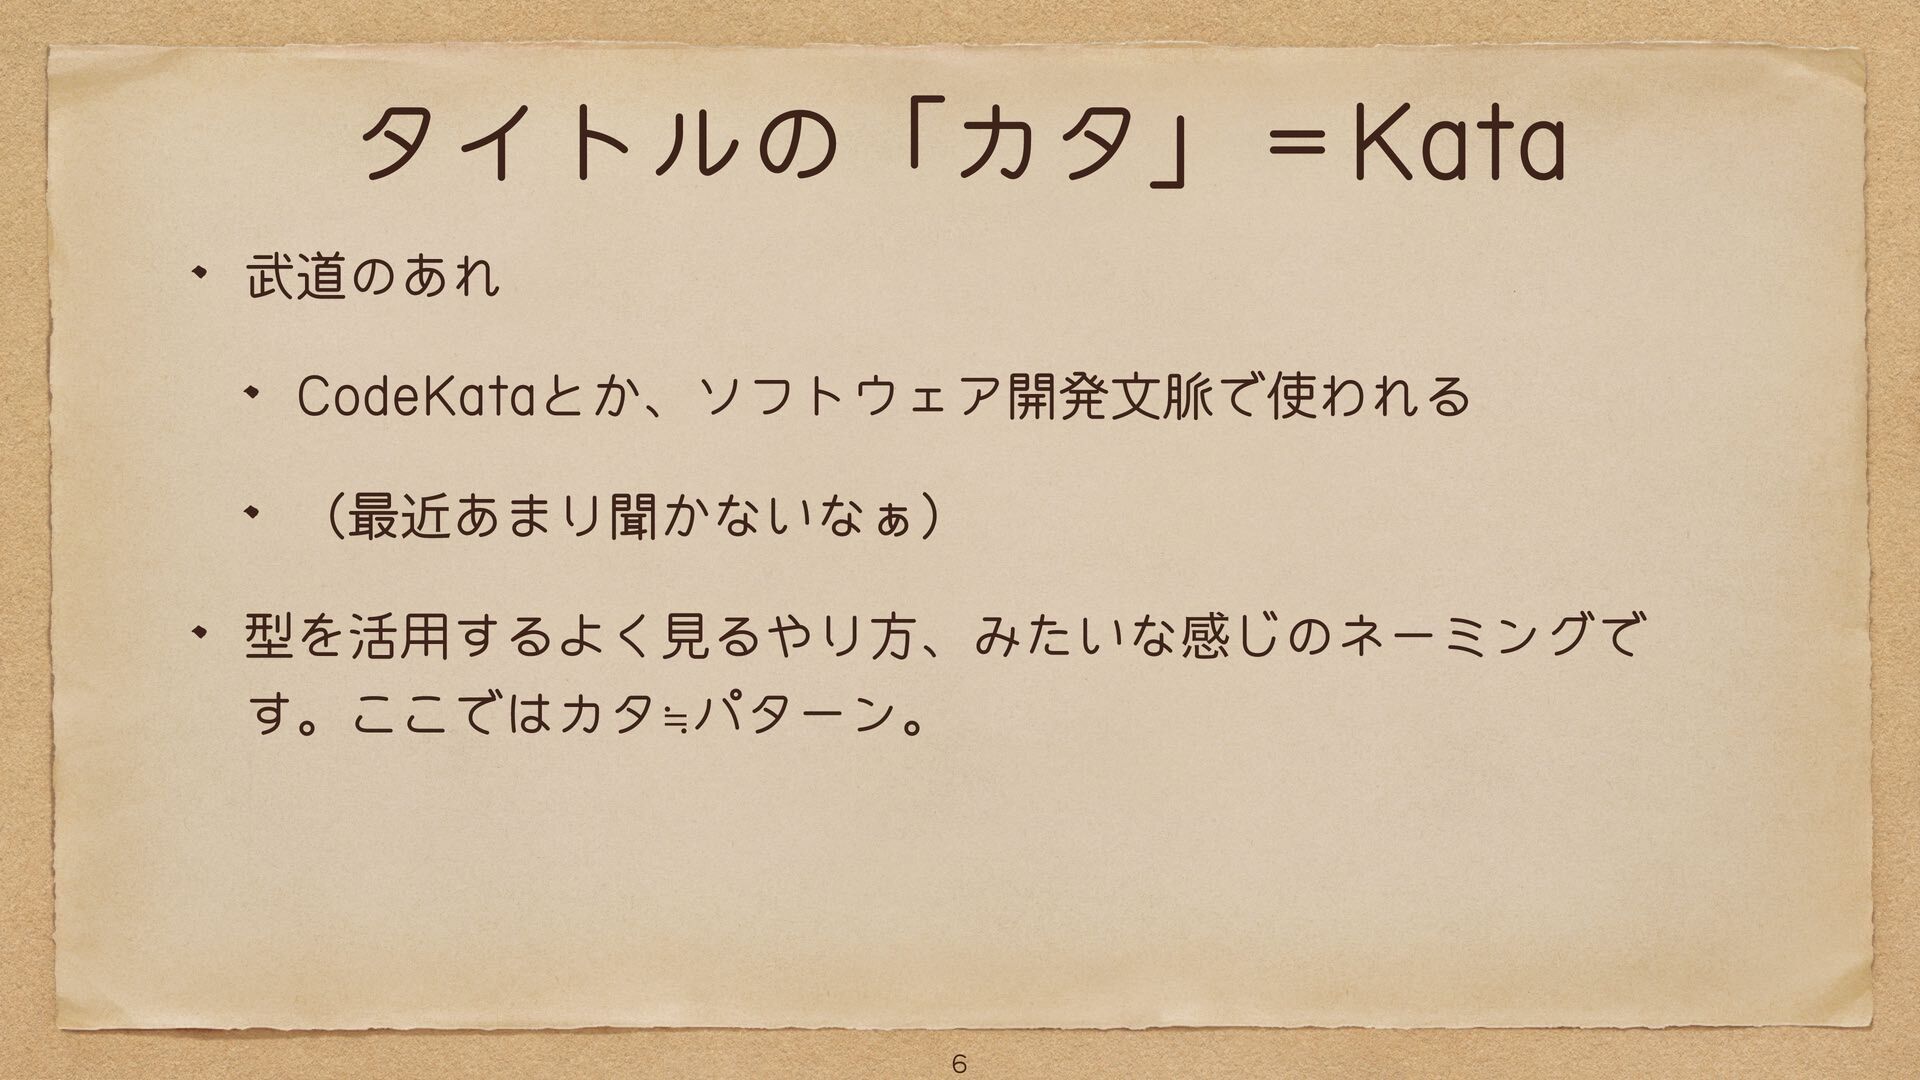 タイトルの「カタ」＝Kata
• 武道のあれ
• CodeKataとか、ソフトウェア開発文脈で使われる
• （最近あまり聞かないなぁ）
• 型を活用するよく見るやり方、みたいな感じのネーミングで
す。ここではカタ≒パターン。
6